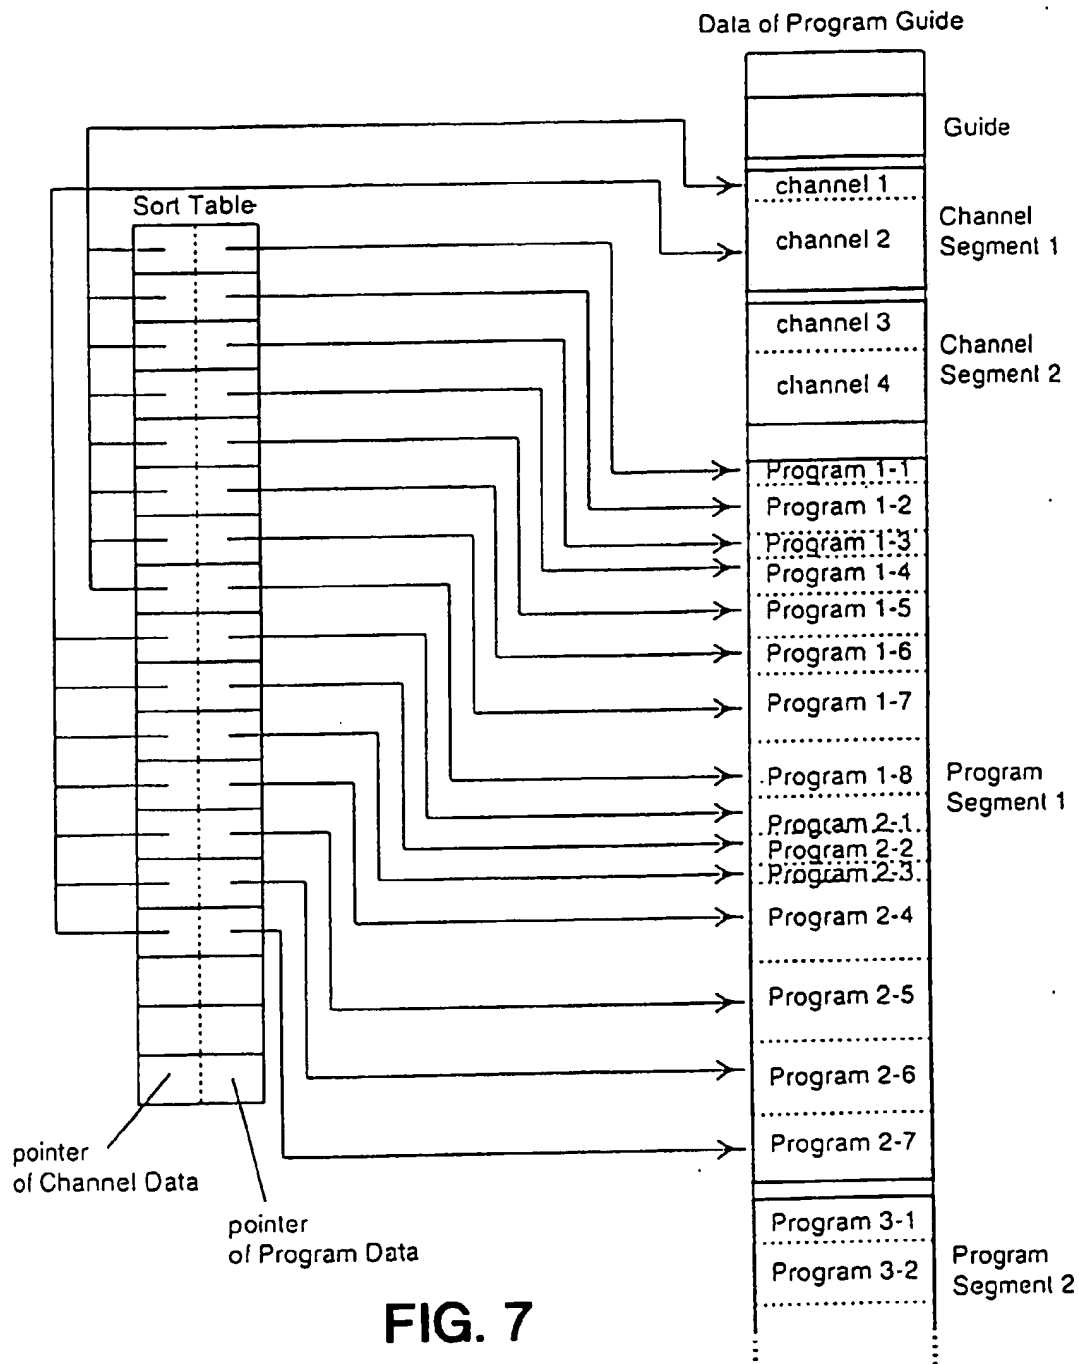 Data of Program Guide
Guide
channel 1
channel 2
Channel
Segment 1
channel 3
channel 4
Channel
Segment 2
Sort Table
Program 1-1
Program 1-2
Program 1-3
Program 1-4
Program 1-5
Program 1-6
Program 1-7
Program 1-8
Program 2-1
Program 2-2
Program 2-3
Program 2-4
Program 2-5
Program 2-6
Program 2-7
Program
Segment 1
pointer
of Channel Data
pointer
of Program Data
Program 3-1
Program 3-2
Program
Segment 2
FIG. 7